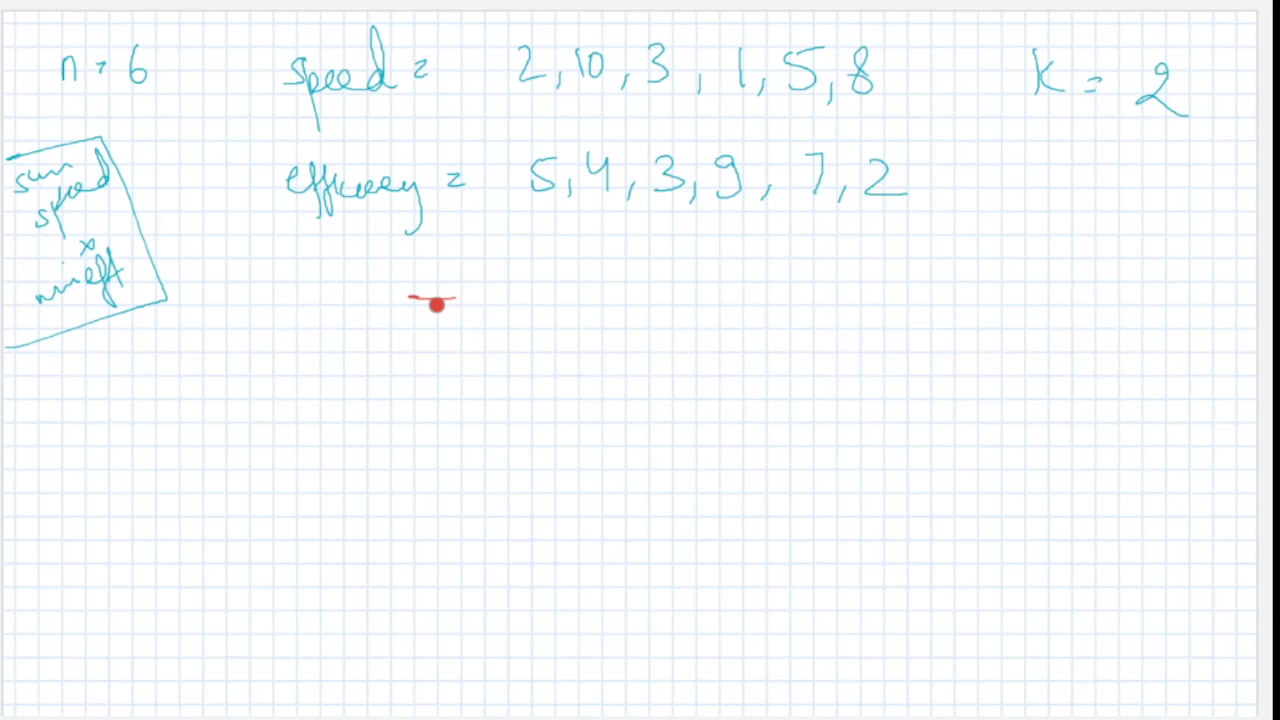 n = 6 speed = 2, 10, 3, 1, 5, 8 K = 2
efficiency = 5, 4, 3, 9, 7, 2
sum
speed
x
min eff